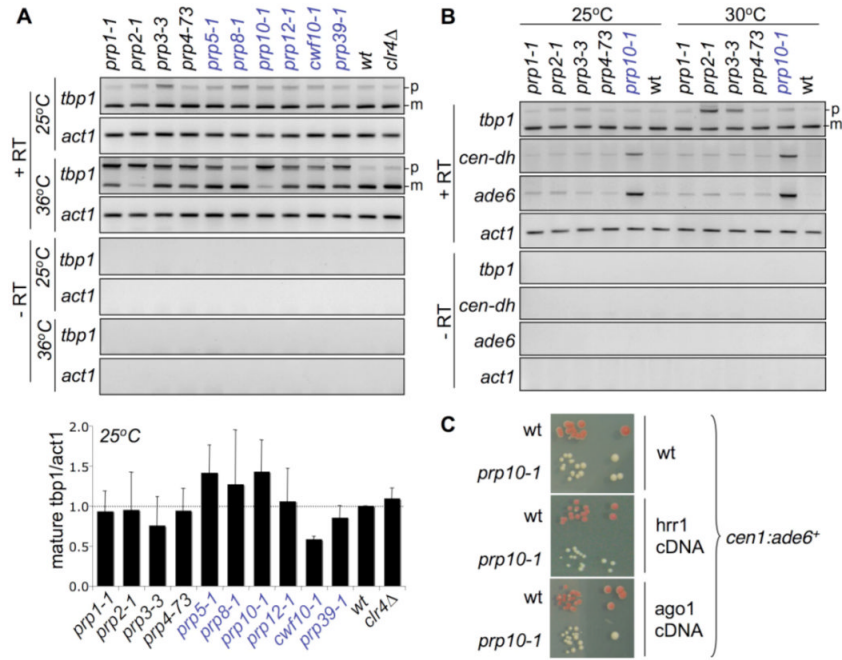 A
prp1-1
prp2-1
prp3-3
prp4-73
prp5-1
prp8-1
prp10-1
prp12-1
cwf10-1
prp39-1
wt
clr4Δ
+ RT
25°C
tbp1
p
m
act1
36°C
tbp1
p
m
act1
- RT
25°C
tbp1
act1
36°C
tbp1
act1
25°C
mature tbp1/act1
2.0
1.5
1.0
0.5
0.0
prp1-1
prp2-1
prp3-3
prp4-73
prp5-1
prp8-1
prp10-1
prp12-1
cwf10-1
prp39-1
wt
clr4Δ
B
25°C 30°C
prp1-1
prp2-1
prp3-3
prp4-73
prp10-1
wt
prp1-1
prp2-1
prp3-3
prp4-73
prp10-1
wt
+ RT
tbp1
p
m
cen-dh
ade6
act1
- RT
tbp1
cen-dh
ade6
act1
C
wt
prp10-1
wt
wt
prp10-1
hrr1
cDNA
wt
prp10-1
ago1
cDNA
cen1:ade6+